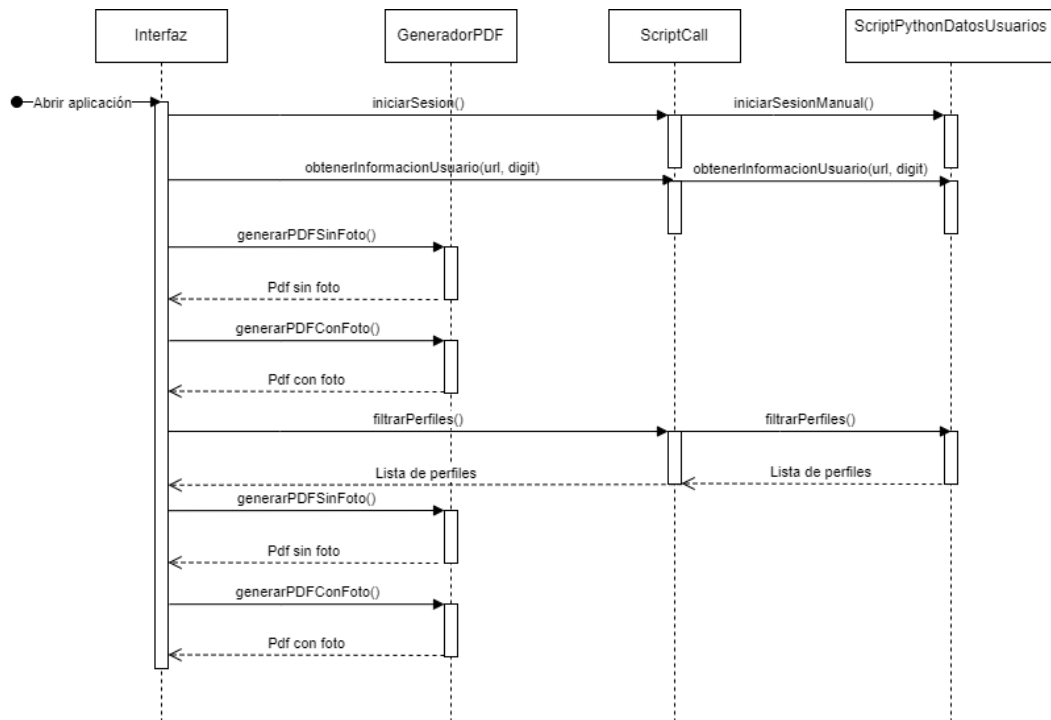 Interfaz
GeneradorPDF
ScriptCall
ScriptPythonDatosUsuarios
Abrir aplicación
iniciarSesion()
iniciarSesionManual()
obtenerInformacionUsuario(url, digit)
obtenerInformacionUsuario(url, digit)
generarPDFSinFoto()
Pdf sin foto
generarPDFConFoto()
Pdf con foto
filtrarPerfiles()
filtrarPerfiles()
Lista de perfiles
Lista de perfiles
generarPDFSinFoto()
Pdf sin foto
generarPDFConFoto()
Pdf con foto